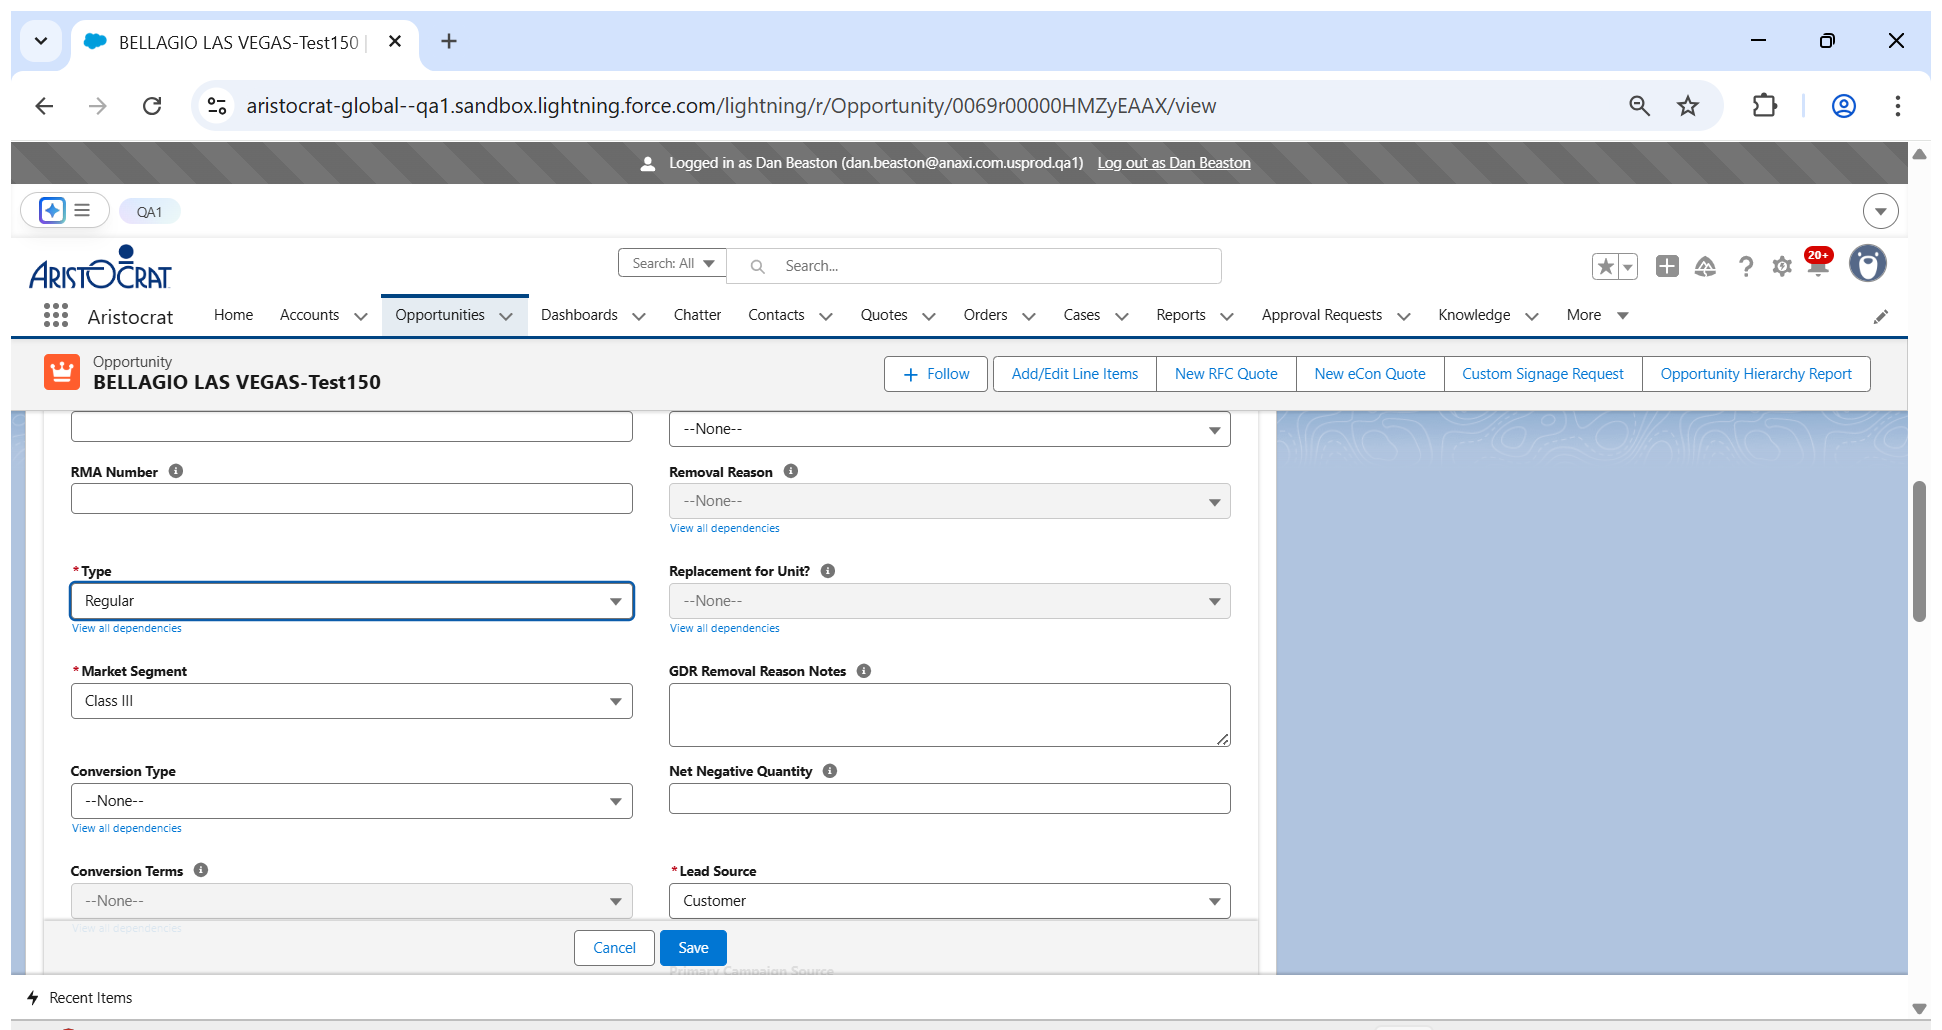 BELLAGIO LAS VEGAS-Test150
aristocrat-global--qa1.sandbox.lightning.force.com/lightning/r/Opportunity/0069r00000HMZyEAAX/view
Logged in as Dan Beaston (dan.beaston@anaxi.com.usprod.qa1) Log out as Dan Beaston
QA1
ARISTOCRAT
Search: All
Search...
20+
Aristocrat
Home
Accounts
Opportunities
Dashboards
Chatter
Contacts
Quotes
Orders
Cases
Reports
Approval Requests
Knowledge
More
Opportunity
BELLAGIO LAS VEGAS-Test150
Follow
Add/Edit Line Items
New RFC Quote
New eCon Quote
Custom Signage Request
Opportunity Hierarchy Report
--None--
RMA Number
Removal Reason
--None--
View all dependencies
*Type
Replacement for Unit?
Regular
--None--
View all dependencies
View all dependencies
*Market Segment
GDR Removal Reason Notes
Class III
Conversion Type
Net Negative Quantity
--None--
View all dependencies
Conversion Terms
*Lead Source
--None--
Customer
View all dependencies
Cancel
Save
Primary Campaign Source
Recent Items